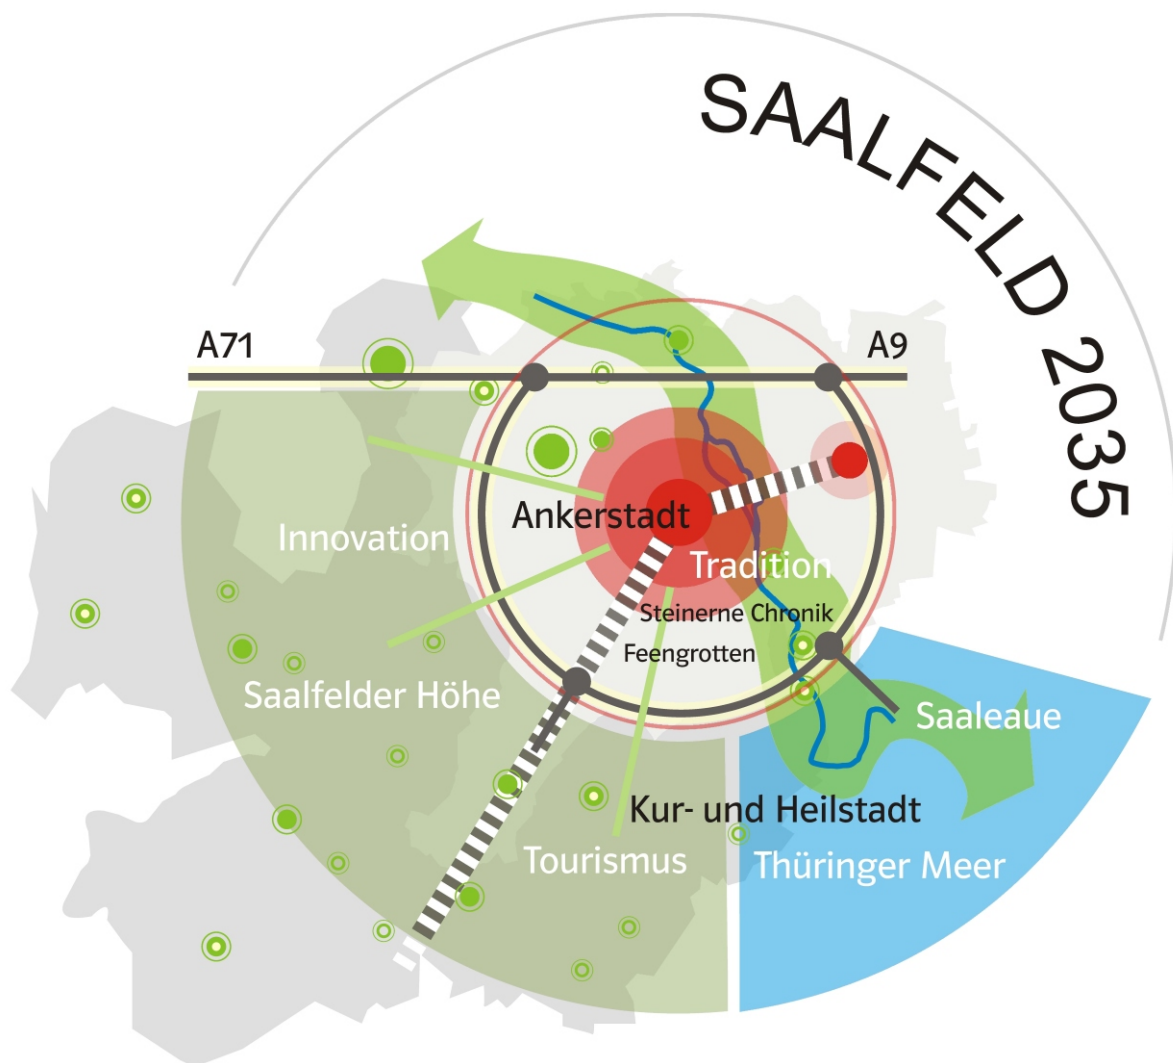 SAALFELD 2035
A71
A9
Ankerstadt
Innovation
Tradition
Steinerne Chronik
Feengrotten
Saalfelder Höhe
Saaleaue
Kur- und Heilstadt
Tourismus
Thüringer Meer